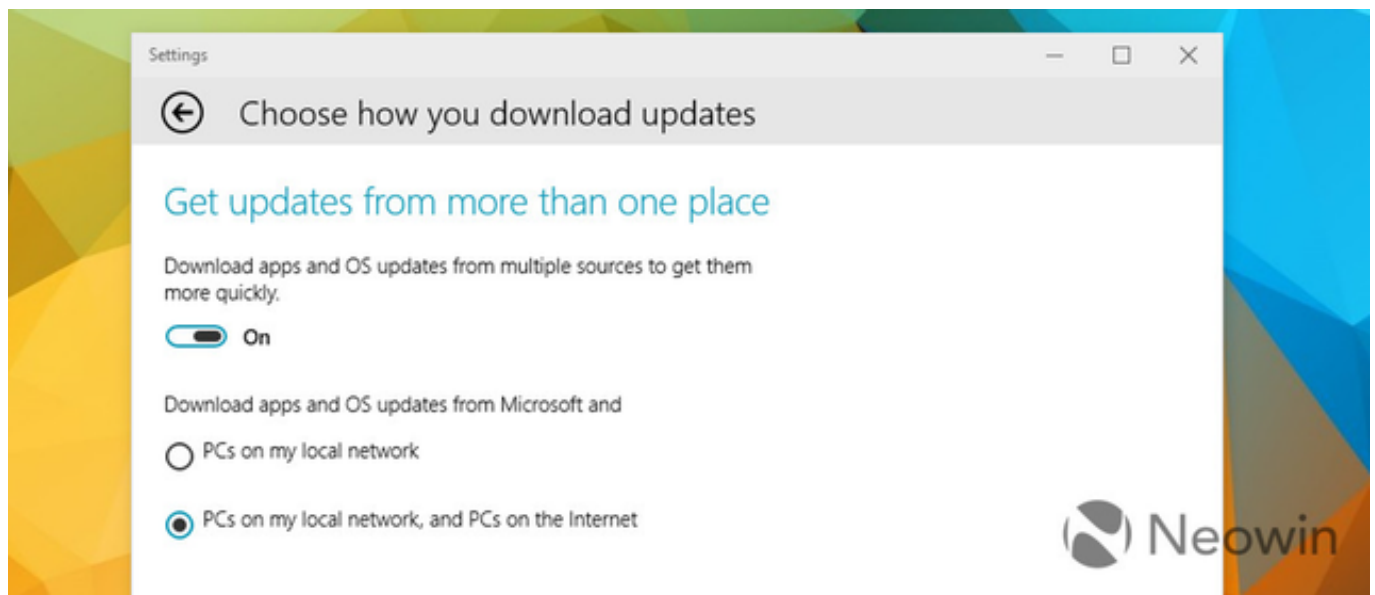 Settings
Choose how you download updates
Get updates from more than one place
Download apps and OS updates from multiple sources to get them
more quickly.
On
Download apps and OS updates from Microsoft and
PCs on my local network
PCs on my local network, and PCs on the Internet
Neowin